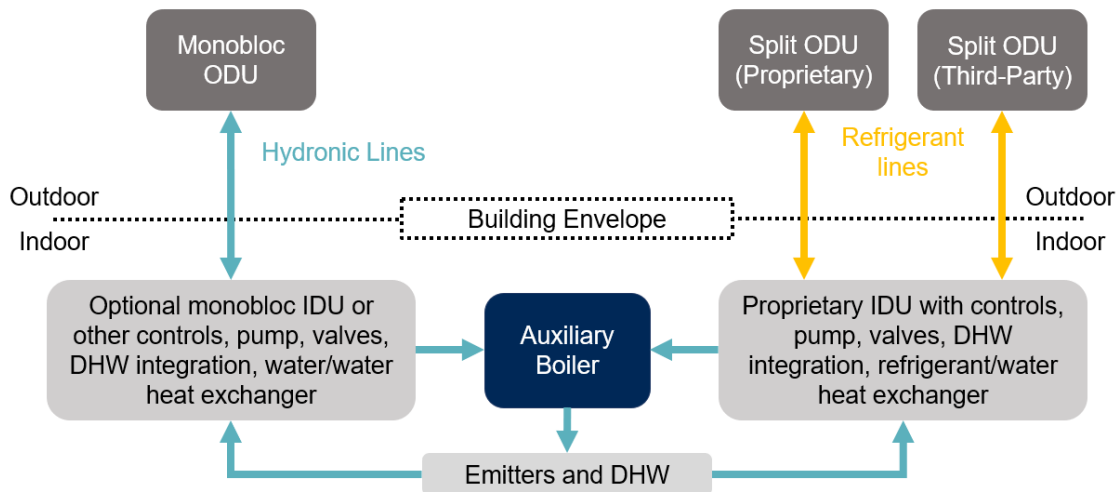 Monobloc
ODU
Split ODU
(Proprietary)
Split ODU
(Third-Party)
Hydronic Lines
Refrigerant
lines
Outdoor
Outdoor
Building Envelope
Indoor
Indoor
Optional monobloc IDU or
other controls, pump, valves,
DHW integration, water/water
heat exchanger
Auxiliary
Boiler
Proprietary IDU with controls,
pump, valves, DHW
integration, refrigerant/water
heat exchanger
Emitters and DHW